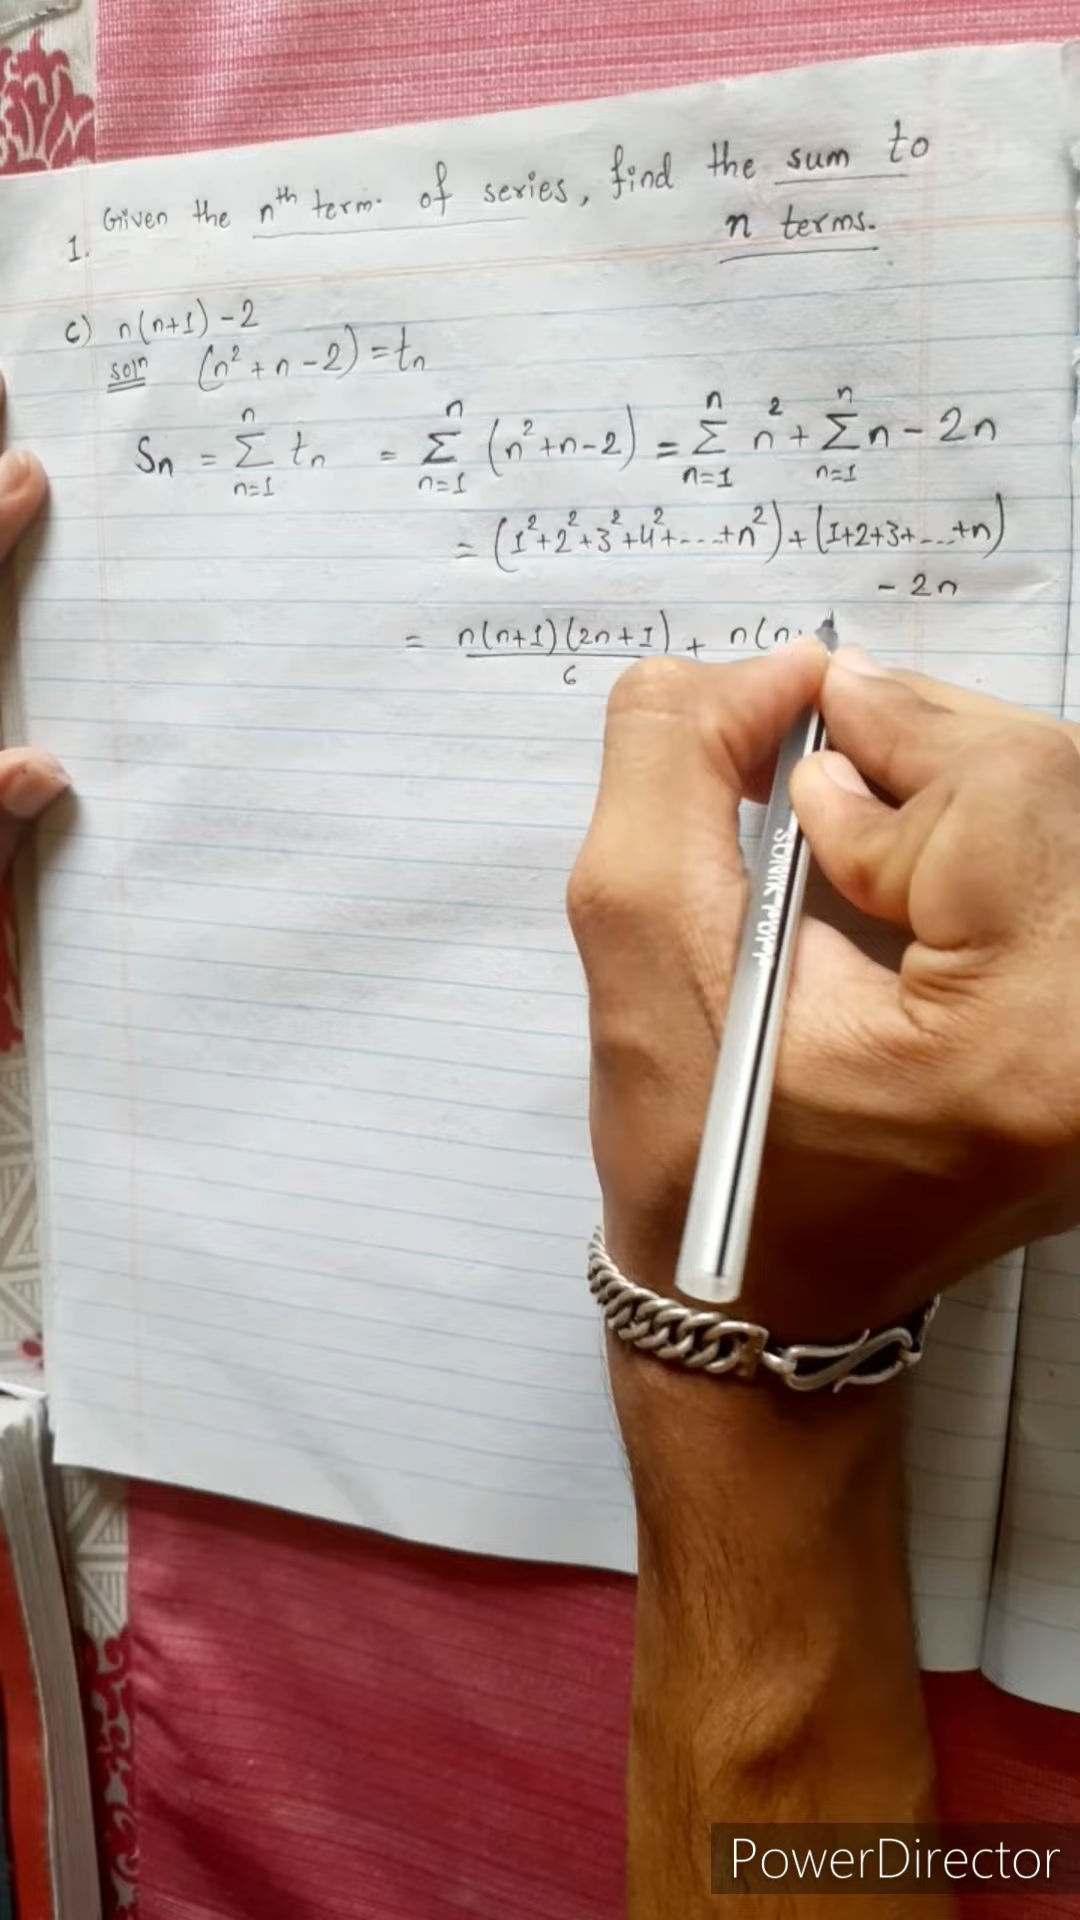 1. Given the nth term. of series, find the sum to
n terms.
c) n(n+1) - 2
soln (n² + n - 2) = tn
Sn = n Σ n=1 tn = n Σ n=1 (n² + n - 2) = n Σ n=1 n² + n Σ n=1 n - 2n
= (1² + 2² + 3² + 4² + ... + n²) + (1+2+3+ ... + n)
- 2n
= n(n+1)(2n+1) / 6 + n(n
PowerDirector